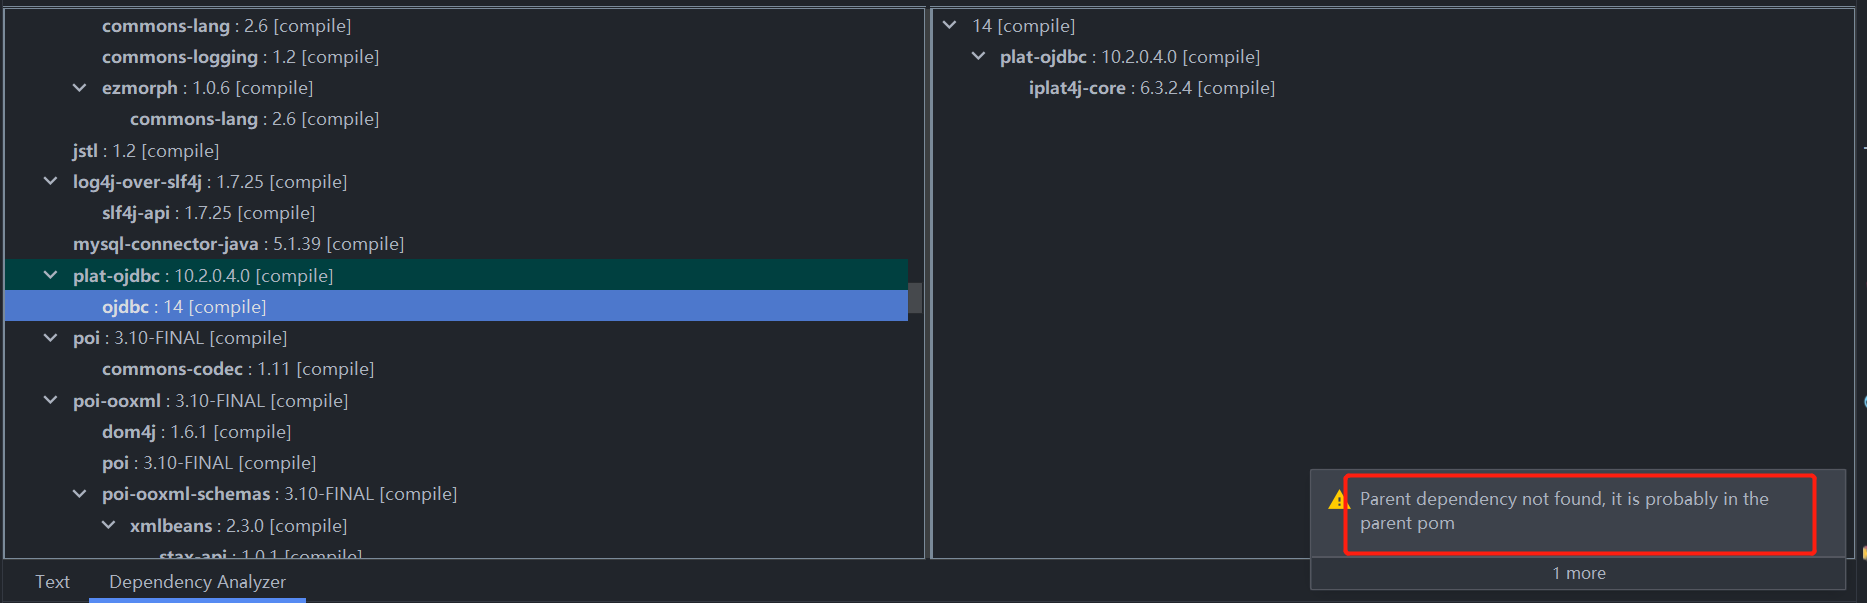 commons-lang : 2.6 [compile]
commons-logging : 1.2 [compile]
ezmorph : 1.0.6 [compile]
commons-lang : 2.6 [compile]
jstl : 1.2 [compile]
log4j-over-slf4j : 1.7.25 [compile]
slf4j-api : 1.7.25 [compile]
mysql-connector-java : 5.1.39 [compile]
plat-ojdbc : 10.2.0.4.0 [compile]
ojdbc : 14 [compile]
poi : 3.10-FINAL [compile]
commons-codec : 1.11 [compile]
poi-ooxml : 3.10-FINAL [compile]
dom4j : 1.6.1 [compile]
poi : 3.10-FINAL [compile]
poi-ooxml-schemas : 3.10-FINAL [compile]
xmlbeans : 2.3.0 [compile]
stax-api : 1.0.1 [compile]
14 [compile]
plat-ojdbc : 10.2.0.4.0 [compile]
iplat4j-core : 6.3.2.4 [compile]
Parent dependency not found, it is probably in the
parent pom
1 more
Text
Dependency Analyzer